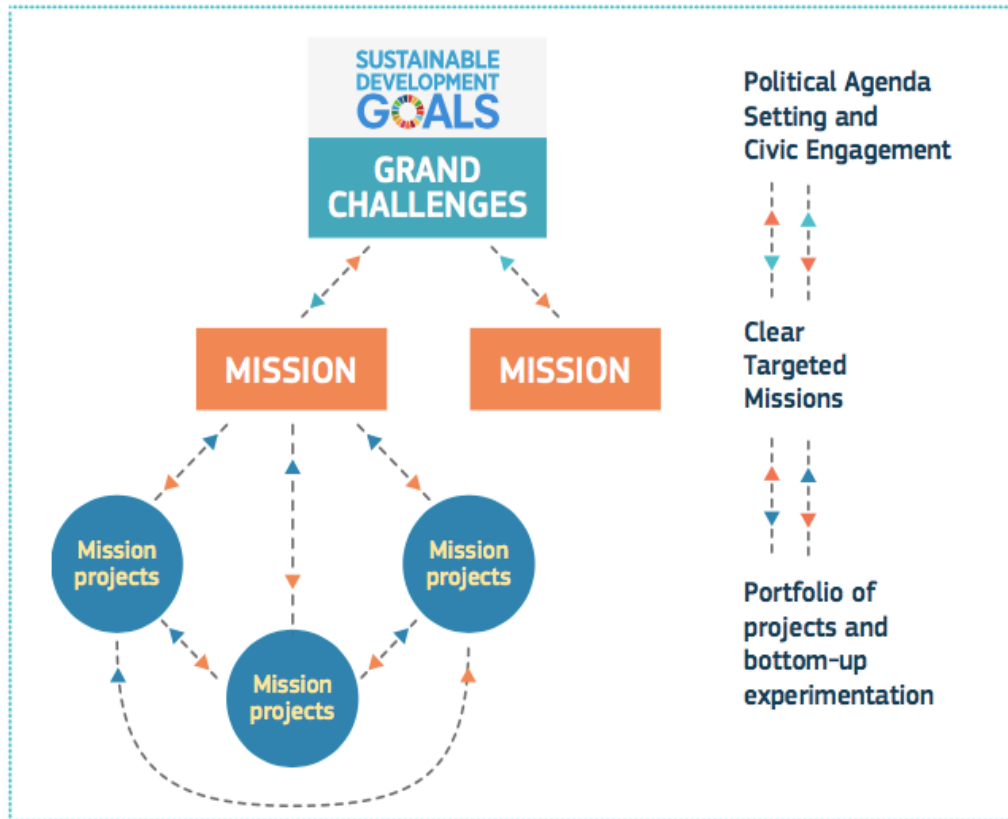 SUSTAINABLE
DEVELOPMENT
GOALS
GRAND
CHALLENGES
MISSION
MISSION
Mission
projects
Mission
projects
Mission
projects
Political Agenda
Setting and
Civic Engagement
Clear
Targeted
Missions
Portfolio of
projects and
bottom-up
experimentation